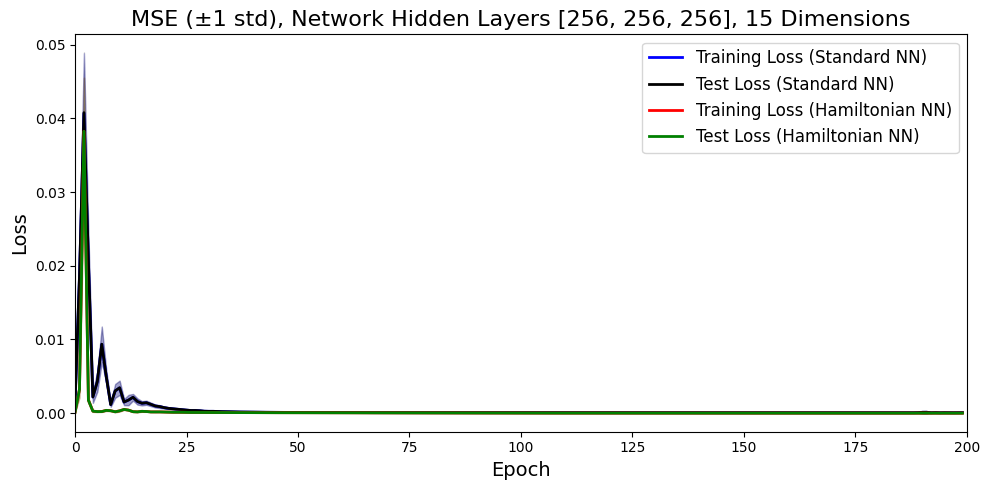 MSE (±1 std), Network Hidden Layers [256, 256, 256], 15 Dimensions
Training Loss (Standard NN)
Test Loss (Standard NN)
Training Loss (Hamiltonian NN)
Test Loss (Hamiltonian NN)
Loss
0.05
0.04
0.03
0.02
0.01
0.00
0 25 50 75 100 125 150 175 200
Epoch